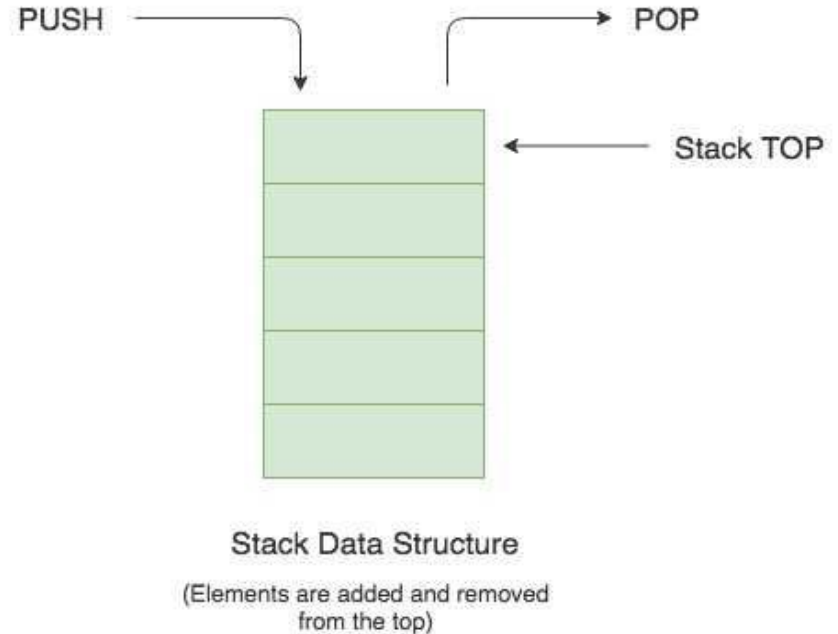 PUSH
POP
Stack TOP
Stack Data Structure
(Elements are added and removed
from the top)